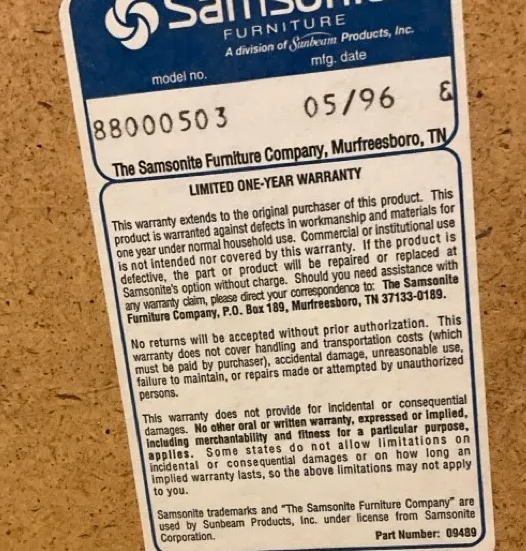 Samsonite
FURNITURE
A division of Sunbeam Products, Inc.
model no.
mfg. date
88000503 05/96 &
The Samsonite Furniture Company, Murfreesboro, TN
LIMITED ONE-YEAR WARRANTY
This warranty extends to the original purchaser of this product. This
product is warranted against defects in workmanship and materials for
one year under normal household use. Commercial or institutional use
is not intended nor covered by this warranty. If the product is
defective, the part or product will be repaired or replaced at
Samsonite's option without charge. Should you need assistance with
any warranty claim, please direct your correspondence to: The Samsonite
Furniture Company, P.O. Box 189, Murfreesboro, TN 37133-0189.
No returns will be accepted without prior authorization. This
warranty does not cover handling and transportation costs (which
must be paid by purchaser), accidental damage, unreasonable use,
failure to maintain, or repairs made or attempted by unauthorized
persons.
This warranty does not provide for incidental or consequential
damages. No other oral or written warranty, expressed or implied,
including merchantability and fitness for a particular purpose,
applies. Some states do not allow limitations on
incidental or consequential damages or on how long an
implied warranty lasts, so the above limitations may not apply
to you.
Samsonite trademarks and "The Samsonite Furniture Company" are
used by Sunbeam Products, Inc. under license from Samsonite
Corporation.
Part Number: 09489